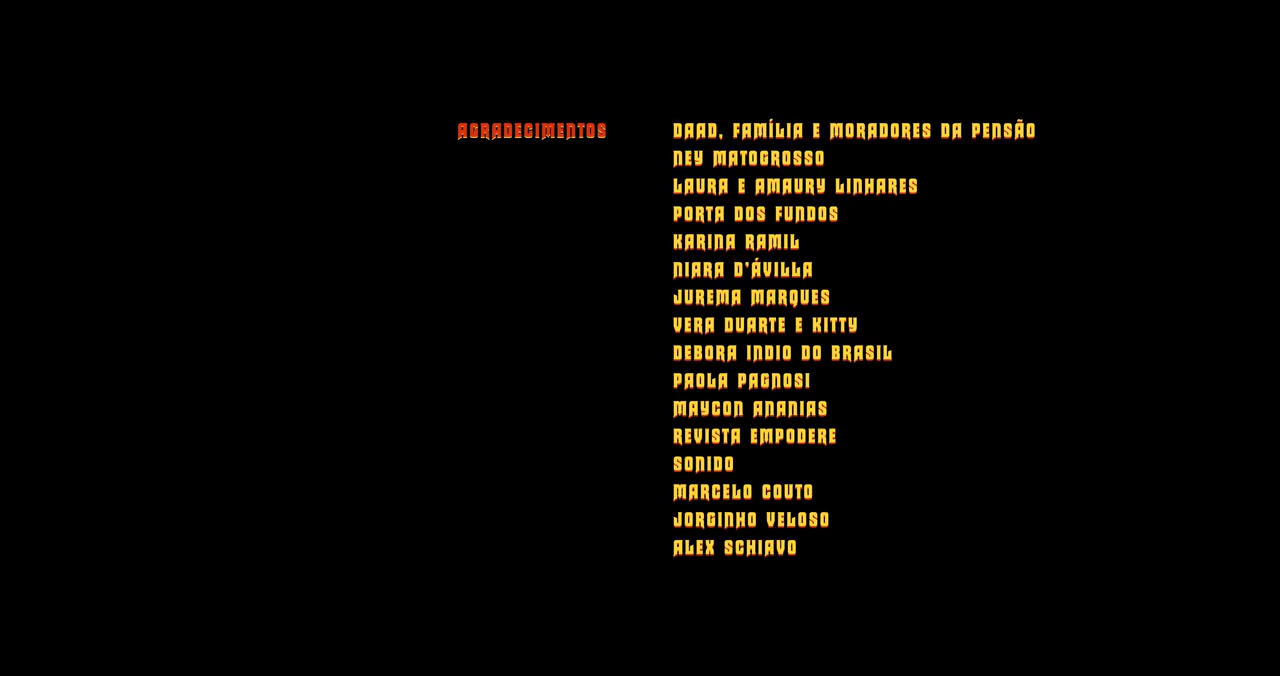 AGRADECIMENTOS DAAD, FAMÍLIA E MORADORES DA PENSÃO
NEY MATOGROSSO
LAURA E AMAURY LINHARES
PORTA DOS FUNDOS
KARINA RAMIL
NIARA D'ÁVILLA
JUREMA MARQUES
VERA DUARTE E KITTY
DEBORA INDIO DO BRASIL
PAOLA PAGNOSI
MAYCON ANANIAS
REVISTA EMPODERE
SONIDO
MARCELO COUTO
JORGINHO VELOSO
ALEX SCHIAVO